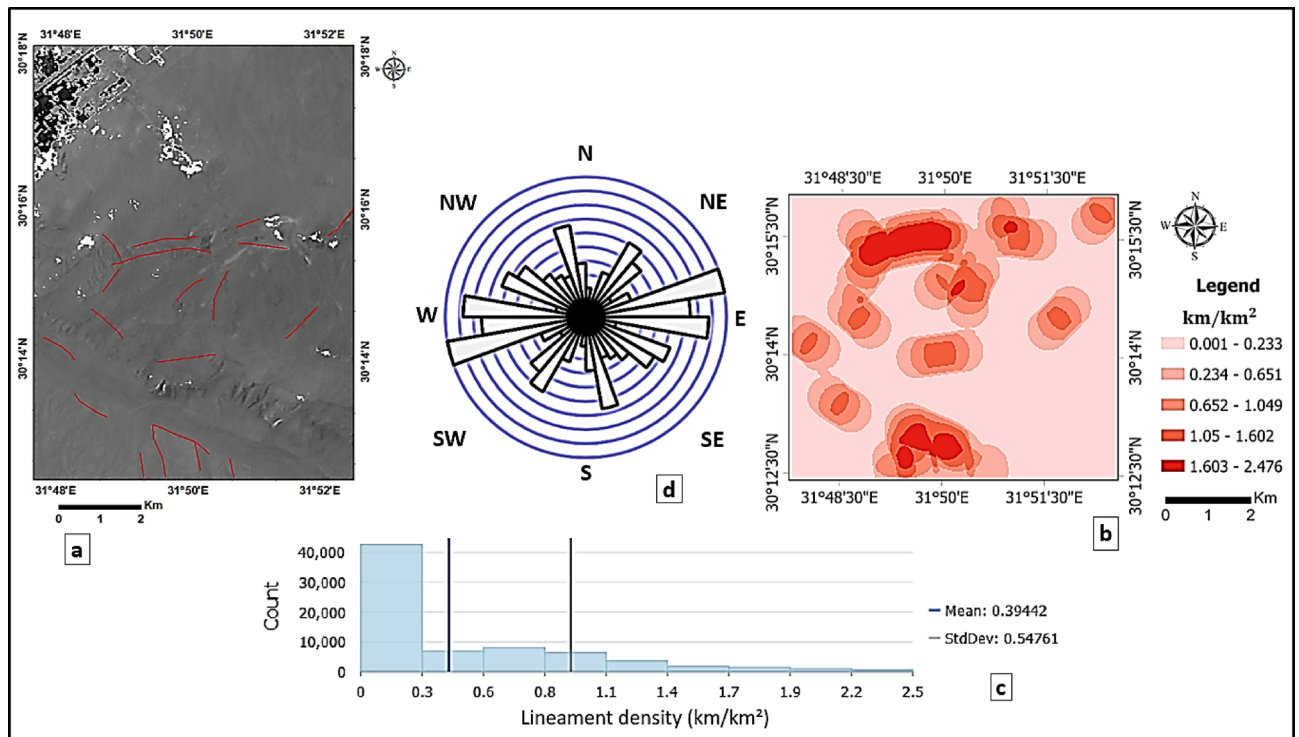 31°48'E 31°50'E 31°52'E
30°18'N
30°16'N
30°14'N
30°18'N
30°16'N
30°14'N
N
W E
S
31°48'E 31°50'E 31°52'E
Km
0 1 2
a
N
NW NE
W E
SW SE
S
d
31°48'30"E 31°50'E 31°51'30"E
30°15'30"N
30°14'N
30°12'30"N
30°15'30"N
30°14'N
30°12'30"N
31°48'30"E 31°50'E 31°51'30"E
N
W E
S
Legend
km/km²
0.001 - 0.233
0.234 - 0.651
0.652 - 1.049
1.05 - 1.602
1.603 - 2.476
Km
0 1 2
b
Count
40,000
30,000
20,000
10,000
0
0 0.3 0.6 0.8 1.1 1.4 1.7 1.9 2.2 2.5
Lineament density (km/km²)
Mean: 0.39442
StdDev: 0.54761
c